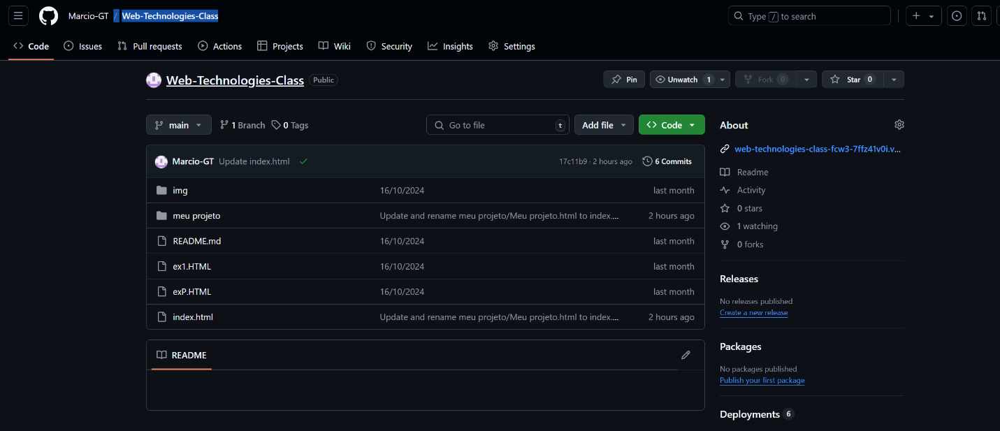 Marcio-GT / Web-Technologies-Class
Type / to search
Code Issues Pull requests Actions Projects Wiki Security Insights Settings
Web-Technologies-Class Public
Pin Unwatch 1 Fork 0 Star 0
main 1 Branch 0 Tags Go to file t Add file Code
Marcio-GT Update index.html 17c11b9 · 2 hours ago 6 Commits
img 16/10/2024 last month
meu projeto Update and rename meu projeto/Meu projeto.html to index.... 2 hours ago
README.md 16/10/2024 last month
ex1.HTML 16/10/2024 last month
exP.HTML 16/10/2024 last month
index.html Update and rename meu projeto/Meu projeto.html to index.... 2 hours ago
README
About
web-technologies-class-fcw3-7ffz41v0i.v...
Readme
Activity
0 stars
1 watching
0 forks
Releases
No releases published
Create a new release
Packages
No packages published
Publish your first package
Deployments 6